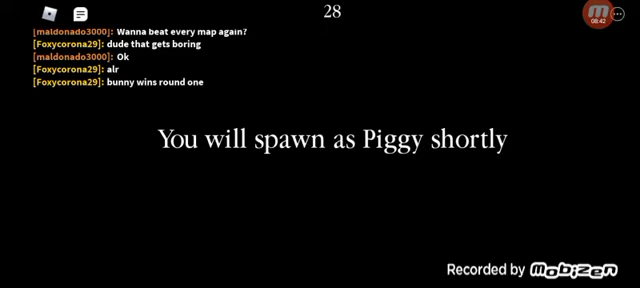 28
08:42
[maldonado3000]: Wanna beat every map again?
[Foxycorona29]: dude that gets boring
[maldonado3000]: Ok
[Foxycorona29]: alr
[Foxycorona29]: bunny wins round one
You will spawn as Piggy shortly
Recorded by Mobizen